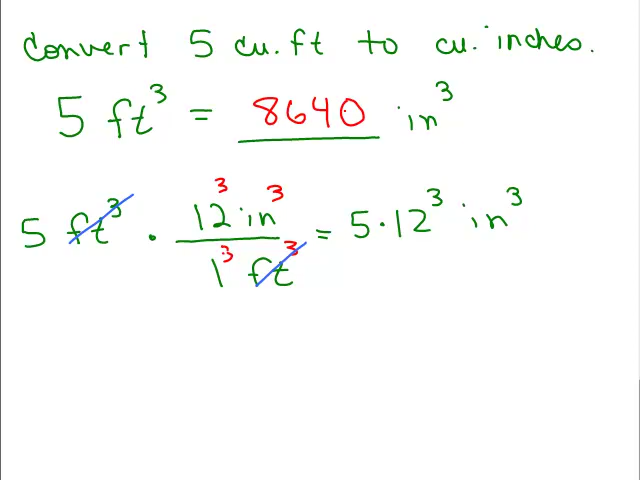 Convert 5 cu.ft to cu. inches.
5 ft³ = 8640 in³
5 ft³ · 12³ in³ / 1³ ft³ = 5·12³ in³